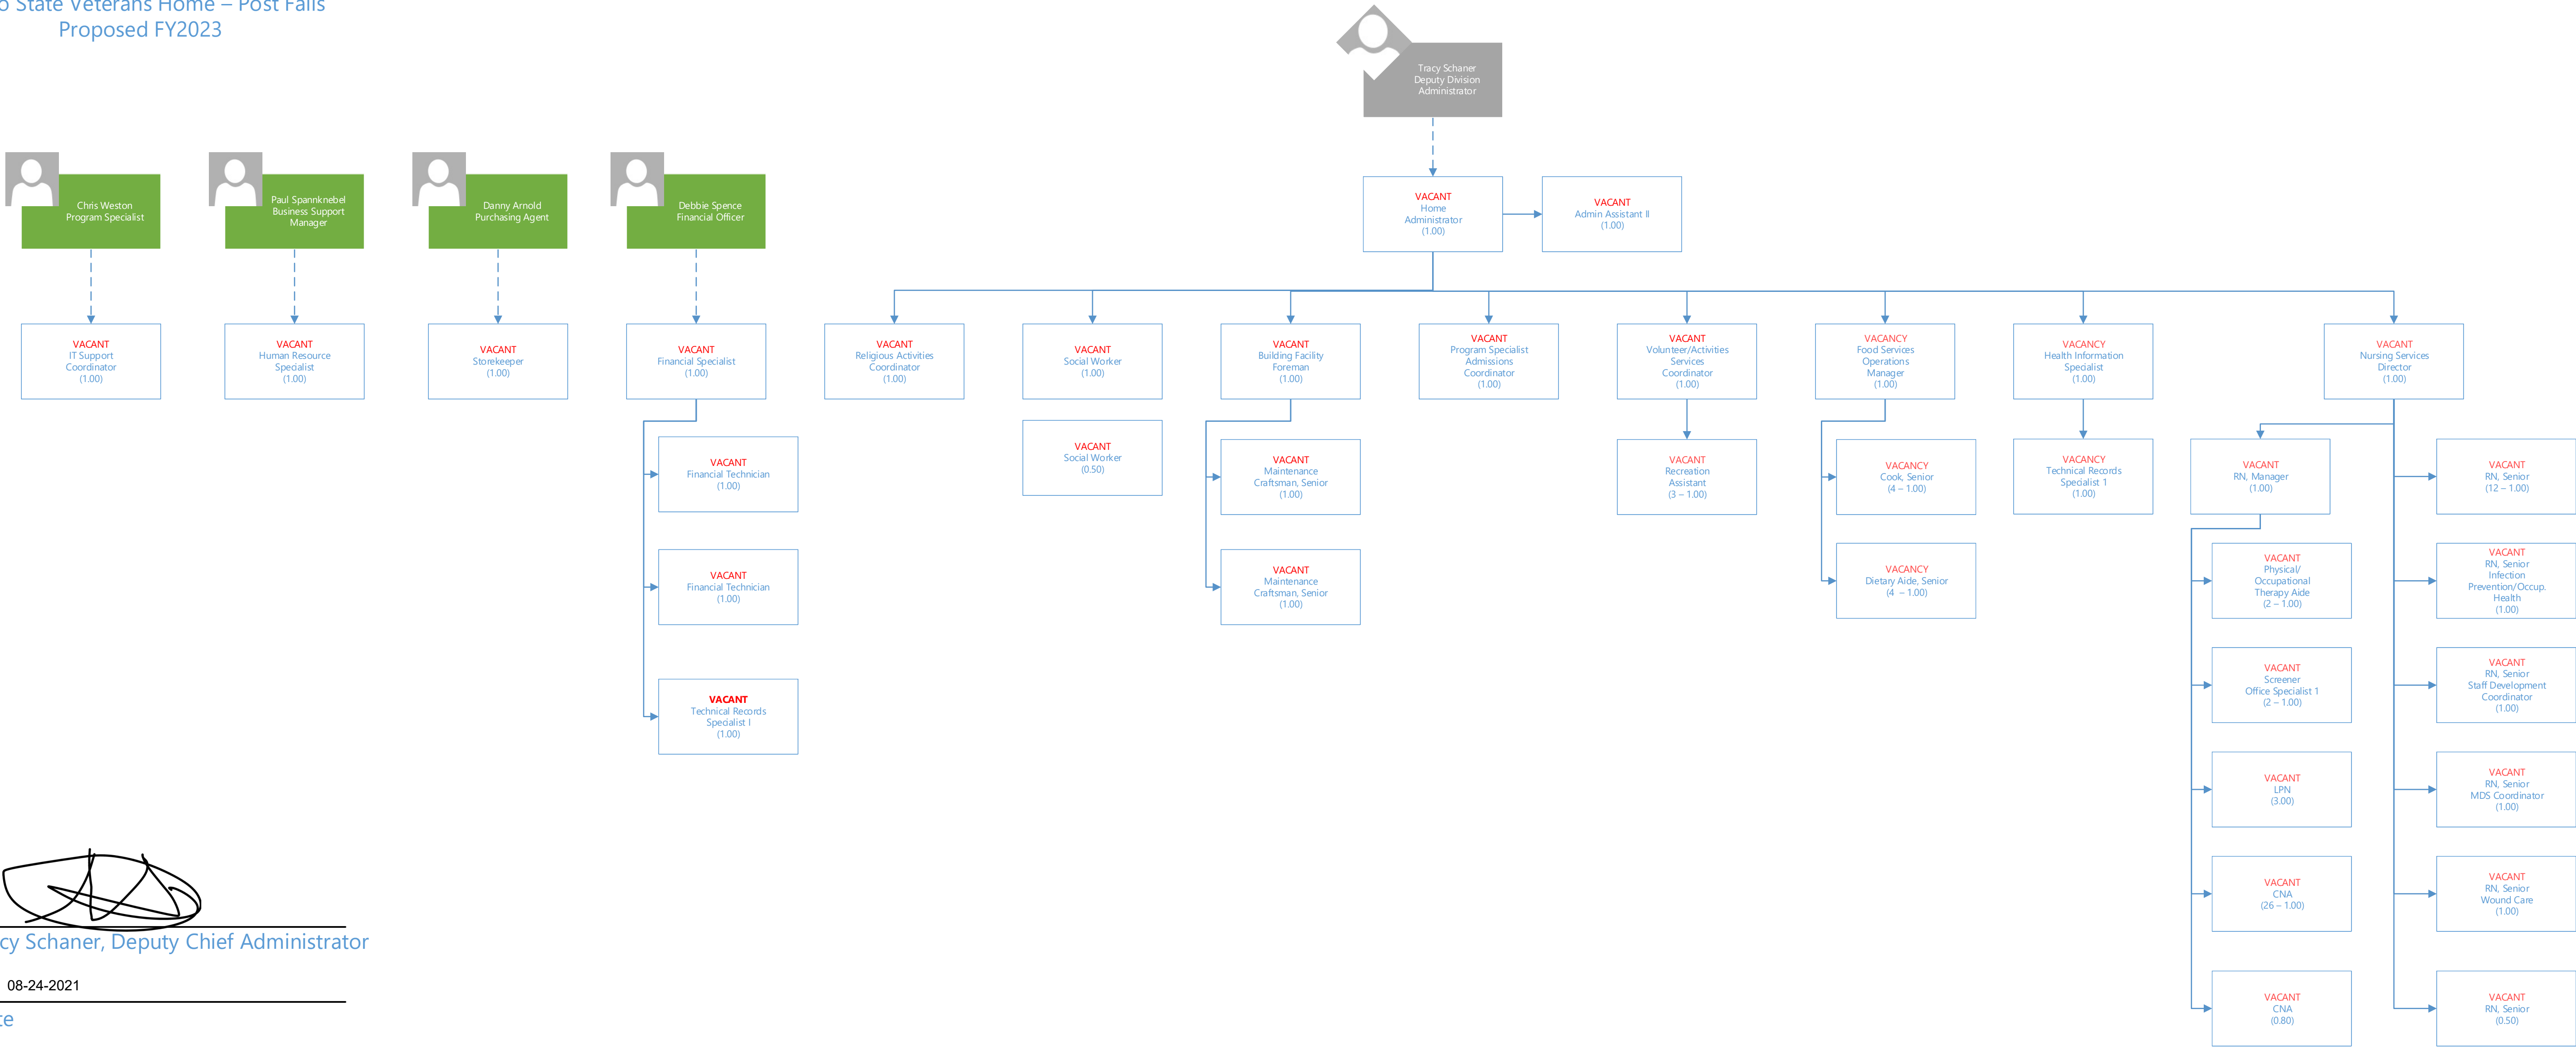 o State Veterans Home – Post Falls
Proposed FY2023
Tracy Schaner
Deputy Division
Administrator
Chris Weston
Program Specialist
Paul Spannknebel
Business Support
Manager
Danny Arnold
Purchasing Agent
Debbie Spence
Financial Officer
VACANT
Home
Administrator
(1.00)
VACANT
Admin Assistant II
(1.00)
VACANT
IT Support
Coordinator
(1.00)
VACANT
Human Resource
Specialist
(1.00)
VACANT
Storekeeper
(1.00)
VACANT
Financial Specialist
(1.00)
VACANT
Religious Activities
Coordinator
(1.00)
VACANT
Social Worker
(1.00)
VACANT
Building Facility
Foreman
(1.00)
VACANT
Program Specialist
Admissions
Coordinator
(1.00)
VACANT
Volunteer/Activities
Services
Coordinator
(1.00)
VACANCY
Food Services
Operations
Manager
(1.00)
VACANCY
Health Information
Specialist
(1.00)
VACANT
Nursing Services
Director
(1.00)
VACANT
Financial Technician
(1.00)
VACANT
Financial Technician
(1.00)
VACANT
Technical Records
Specialist I
(1.00)
VACANT
Social Worker
(0.50)
VACANT
Maintenance
Craftsman, Senior
(1.00)
VACANT
Maintenance
Craftsman, Senior
(1.00)
VACANT
Recreation
Assistant
(3 – 1.00)
VACANCY
Cook, Senior
(4 – 1.00)
VACANCY
Dietary Aide, Senior
(4 – 1.00)
VACANCY
Technical Records
Specialist 1
(1.00)
VACANT
RN, Manager
(1.00)
VACANT
Physical/
Occupational
Therapy Aide
(2 – 1.00)
VACANT
Screener
Office Specialist 1
(2 – 1.00)
VACANT
LPN
(3.00)
VACANT
CNA
(26 – 1.00)
VACANT
CNA
(0.80)
VACANT
RN, Senior
(12 – 1.00)
VACANT
RN, Senior
Infection
Prevention/Occup.
Health
(1.00)
VACANT
RN, Senior
Staff Development
Coordinator
(1.00)
VACANT
RN, Senior
MDS Coordinator
(1.00)
VACANT
RN, Senior
Wound Care
(1.00)
VACANT
RN, Senior
(0.50)
cy Schaner, Deputy Chief Administrator
08-24-2021
te